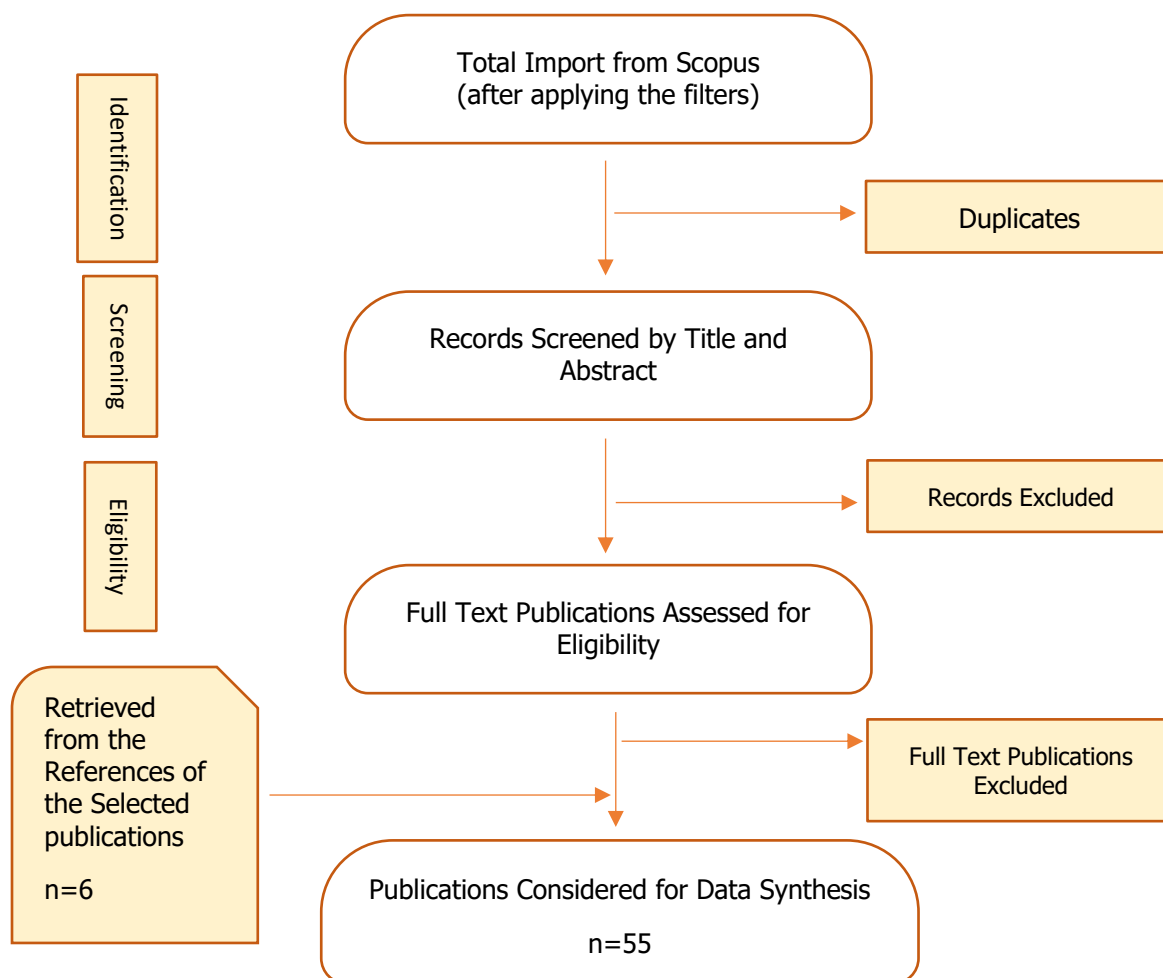 Total Import from Scopus
(after applying the filters)
Identification
Duplicates
Records Screened by Title and
Abstract
Screening
Records Excluded
Eligibility
Full Text Publications Assessed for
Eligibility
Retrieved
from the
References of
the Selected
publications
n=6
Full Text Publications
Excluded
Publications Considered for Data Synthesis
n=55